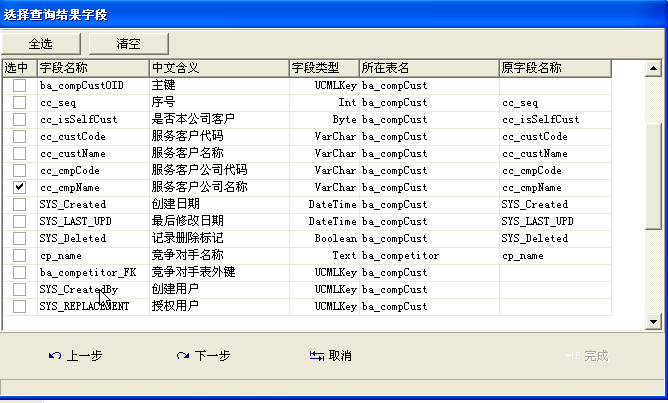 选择查询结果字段
全选 清空
选中 字段名称 中文含义 字段类型 所在表名 原字段名称
ba_compCustOID 主键 UCMLKey ba_compCust
cc_seq 序号 Int ba_compCust cc_seq
cc_isSelfCust 是否本公司客户 Byte ba_compCust cc_isSelfCust
cc_custCode 服务客户代码 VarChar ba_compCust cc_custCode
cc_custName 服务客户名称 VarChar ba_compCust cc_custName
cc_cmpCode 服务客户公司代码 VarChar ba_compCust cc_cmpCode
cc_cmpName 服务客户公司名称 VarChar ba_compCust cc_cmpName
SYS_Created 创建日期 DateTime ba_compCust SYS_Created
SYS_LAST_UPD 最后修改日期 DateTime ba_compCust SYS_LAST_UPD
SYS_Deleted 记录删除标记 Boolean ba_compCust SYS_Deleted
cp_name 竞争对手名称 Text ba_competitor cp_name
ba_competitor_FK 竞争对手表外键 UCMLKey ba_compCust
SYS_CreatedBy 创建用户 UCMLKey ba_compCust
SYS_REPLACEMENT 授权用户 UCMLKey ba_compCust
上一步 下一步 取消 完成